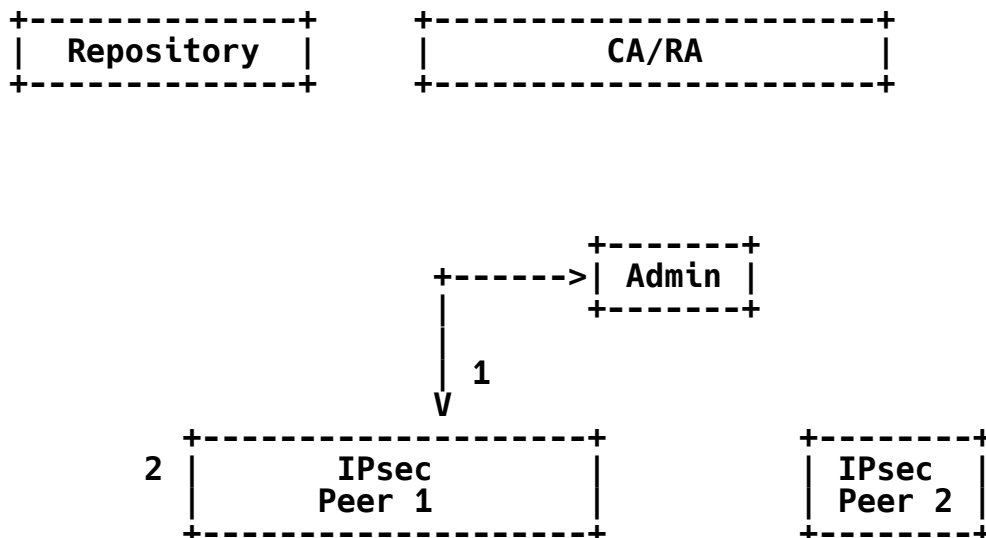 Repository CA/RA
Admin
1
2 IPsec IPsec
Peer 1 Peer 2